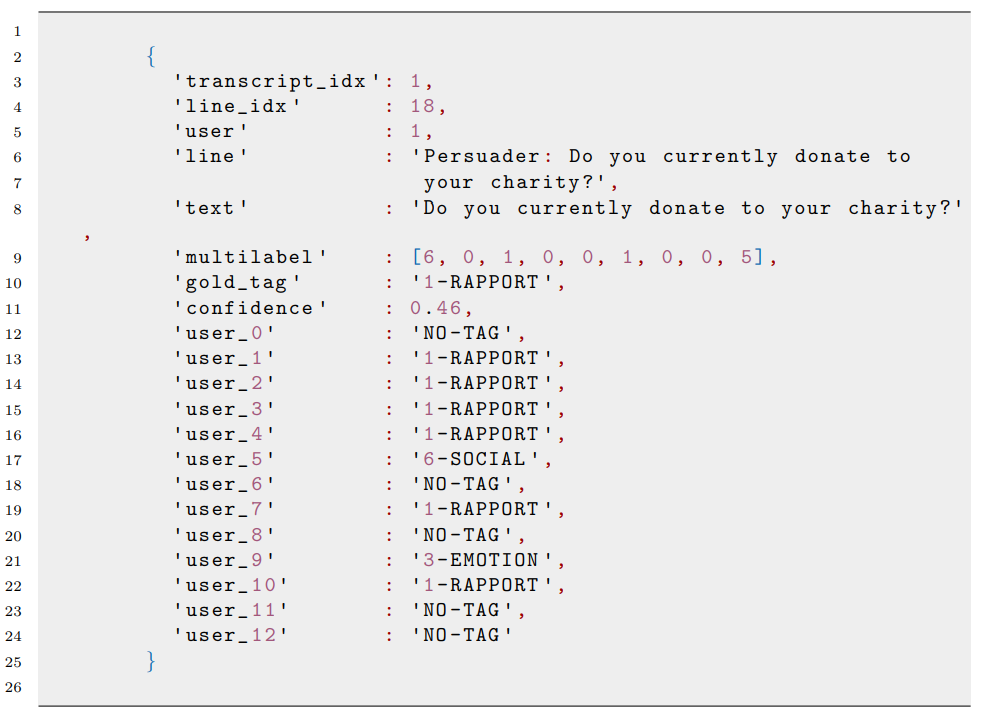 1
2 {
3 'transcript_idx': 1,
4 'line_idx' : 18,
5 'user' : 1,
6 'line' : 'Persuader: Do you currently donate to
7 your charity?',
8 'text' : 'Do you currently donate to your charity?'
,
9 'multilabel' : [6, 0, 1, 0, 0, 1, 0, 0, 5],
10 'gold_tag' : '1-RAPPORT',
11 'confidence' : 0.46,
12 'user_0' : 'NO-TAG',
13 'user_1' : '1-RAPPORT',
14 'user_2' : '1-RAPPORT',
15 'user_3' : '1-RAPPORT',
16 'user_4' : '1-RAPPORT',
17 'user_5' : '6-SOCIAL',
18 'user_6' : 'NO-TAG',
19 'user_7' : '1-RAPPORT',
20 'user_8' : 'NO-TAG',
21 'user_9' : '3-EMOTION',
22 'user_10' : '1-RAPPORT',
23 'user_11' : 'NO-TAG',
24 'user_12' : 'NO-TAG'
25 }
26